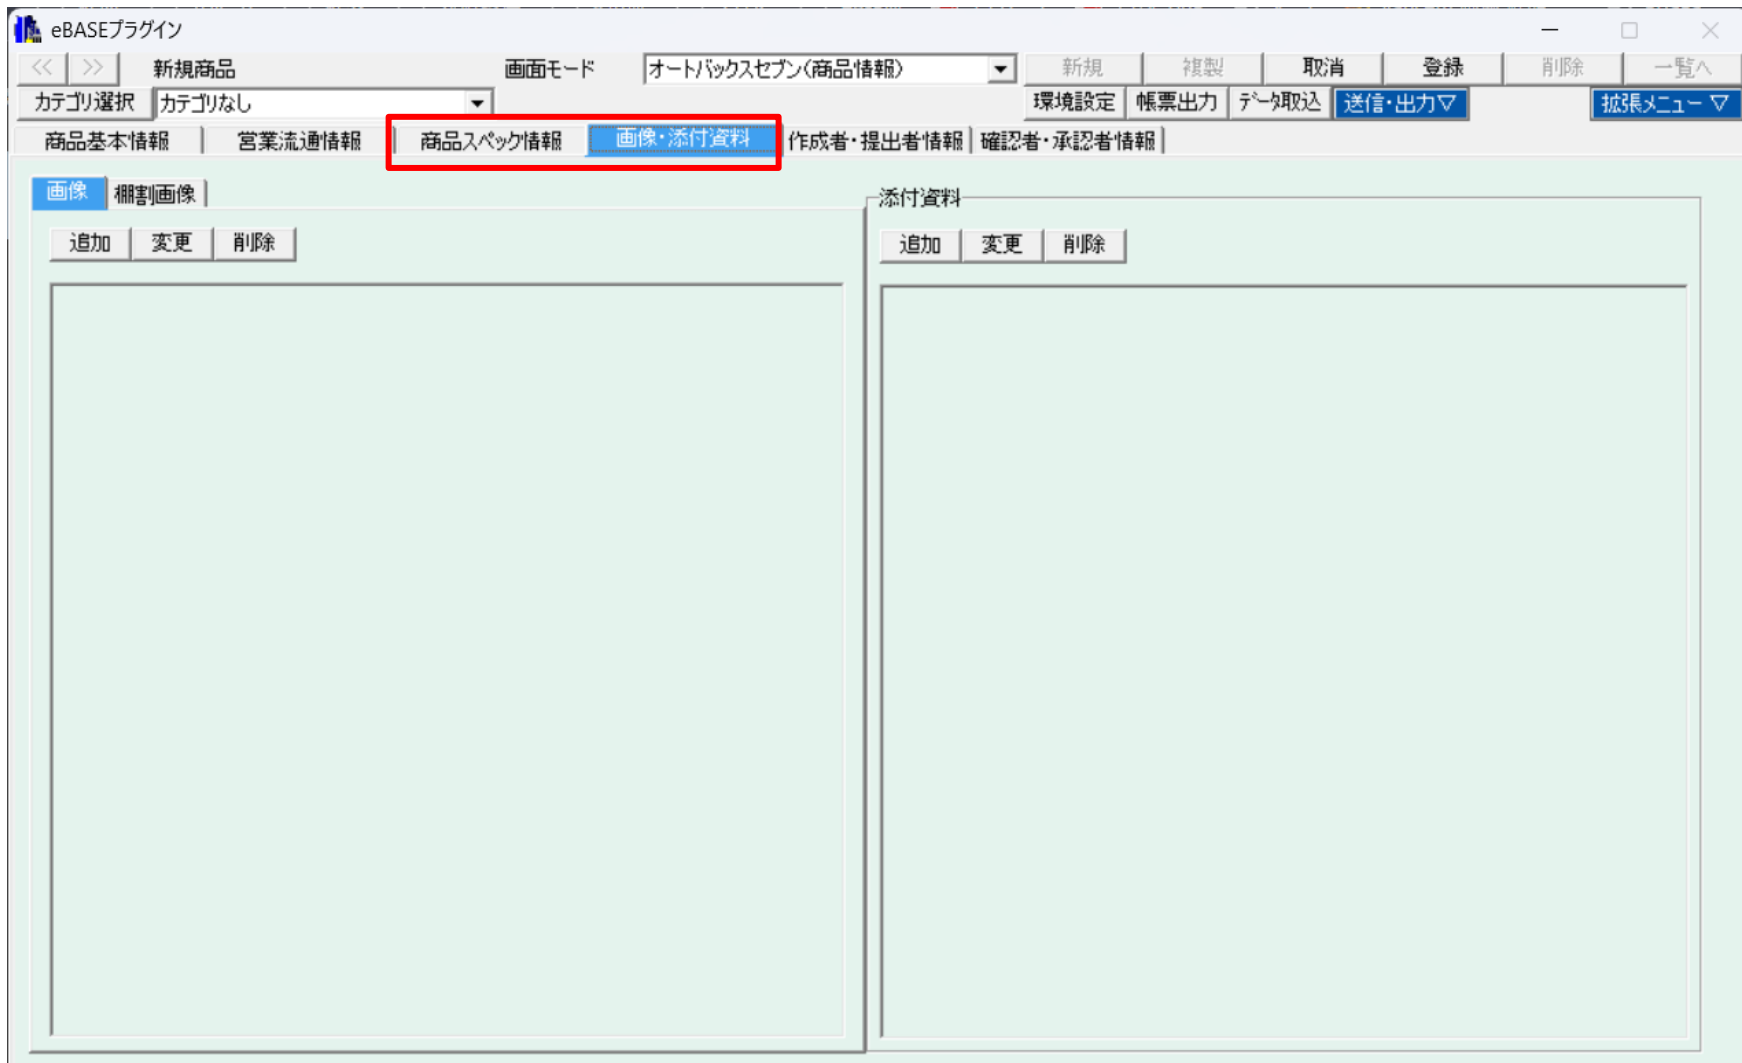 eBASEプラグイン
<< >> 新規商品 画面モード オートバックスセブン(商品情報) 新規 複製 取消 登録 削除 一覧へ
カテゴリ選択 カテゴリなし 環境設定 帳票出力 データ取込 送信・出力▽ 拡張メニュー ▽
商品基本情報 営業流通情報 商品スペック情報 画像・添付資料 作成者・提出者情報 確認者・承認者情報
画像 棚割画像 添付資料
追加 変更 削除 追加 変更 削除